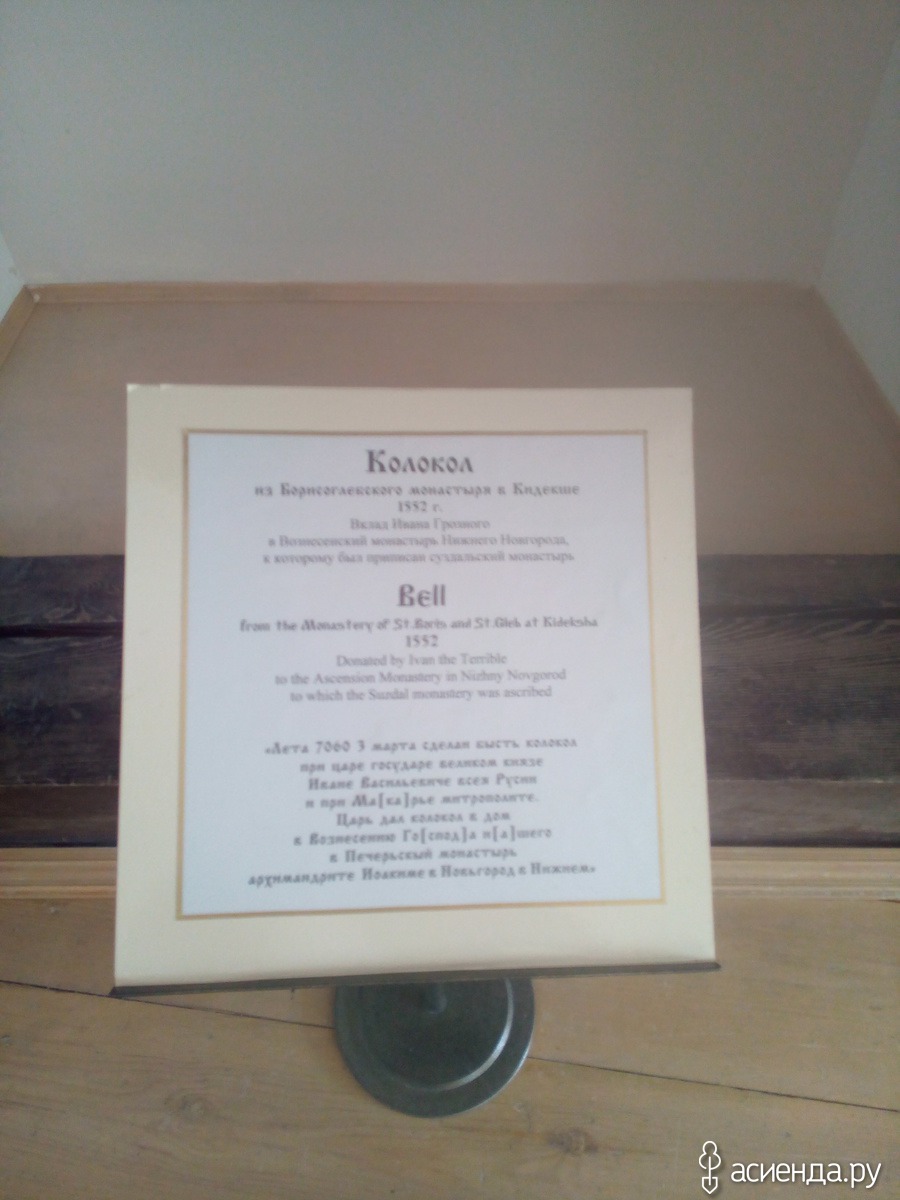 Колокол
из Борисоглебского монастыря в Кидекше
1552 г.
Вклад Ивана Грозного
в Вознесенский монастырь Нижнего Новгорода,
к которому был приписан суздальский монастырь
Bell
from the Monastery of St.Boris and St.Gleb at Kideksha
1552
Donated by Ivan the Terrible
to the Ascension Monastery in Nizhny Novgorod
to which the Suzdal monastery was ascribed
«Лета 7060 3 марта сделан бысть колокол
при царе государе великом князе
Иване Васильевиче всея Русии
и при Ма[ка]рье митрополите.
Царь дал колокол в дом
к Вознесению Го[спод]а н[а]шего
в Печерьскый монастырь
архимандрите Иоакиме в Новьгород в Нижнем»
асиенда.ру